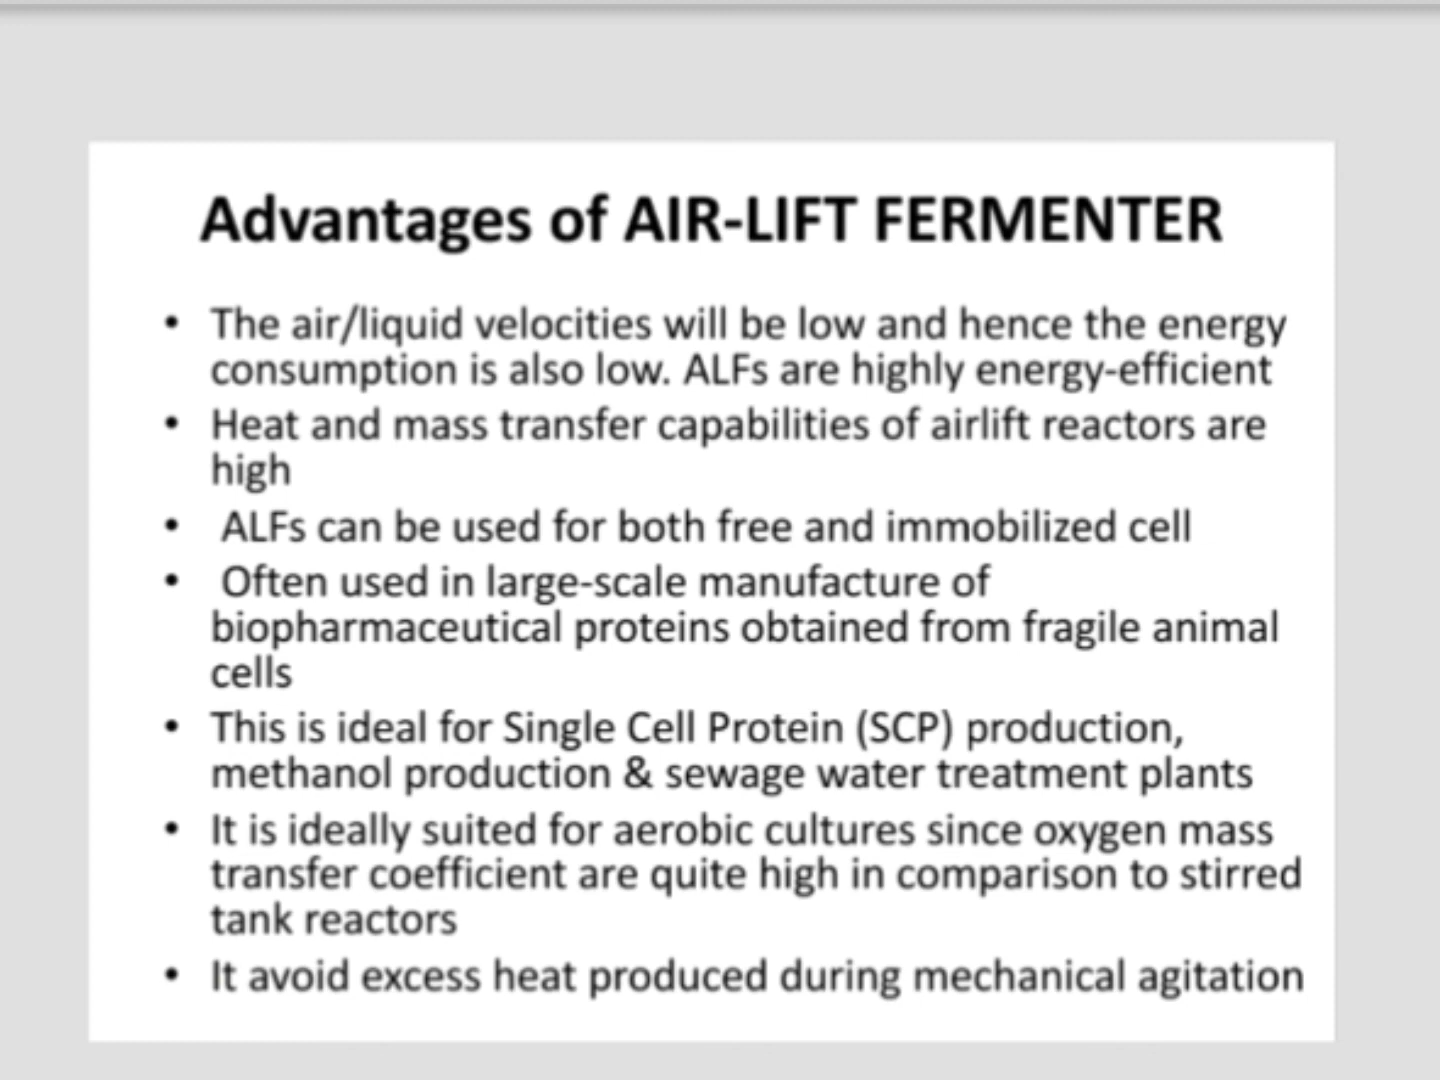 Advantages of AIR-LIFT FERMENTER
• The air/liquid velocities will be low and hence the energy
consumption is also low. ALFs are highly energy-efficient
• Heat and mass transfer capabilities of airlift reactors are
high
• ALFs can be used for both free and immobilized cell
• Often used in large-scale manufacture of
biopharmaceutical proteins obtained from fragile animal
cells
• This is ideal for Single Cell Protein (SCP) production,
methanol production & sewage water treatment plants
• It is ideally suited for aerobic cultures since oxygen mass
transfer coefficient are quite high in comparison to stirred
tank reactors
• It avoid excess heat produced during mechanical agitation